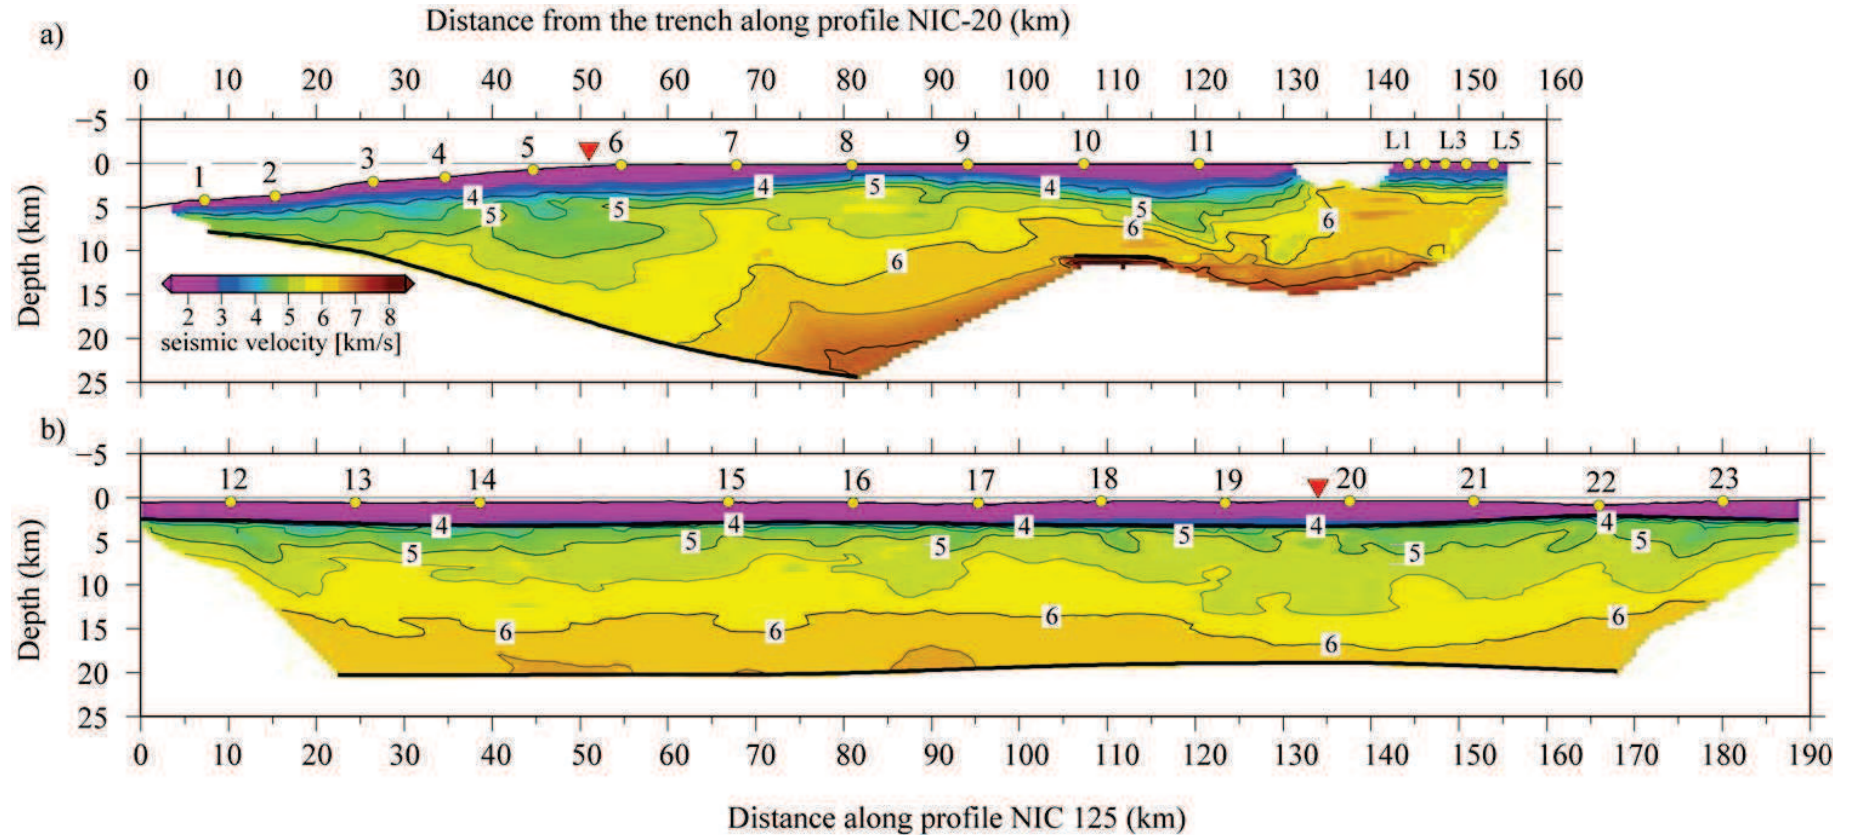 Distance from the trench along profile NIC-20 (km)
a)
0 10 20 30 40 50 60 70 80 90 100 110 120 130 140 150 160
−5
0
5
10
15
20
25
Depth (km)
1 2 3 4 5 6 7 8 9 10 11 L1 L3 L5
4 5 5 4 5 4 5 6 6 6
2 3 4 5 6 7 8
seismic velocity [km/s]
b)
−5
0
5
10
15
20
25
Depth (km)
12 13 14 15 16 17 18 19 20 21 22 23
4 4 4 4 4
5 5 5 5 5 5
6 6 6 6 6
0 10 20 30 40 50 60 70 80 90 100 110 120 130 140 150 160 170 180 190
Distance along profile NIC 125 (km)